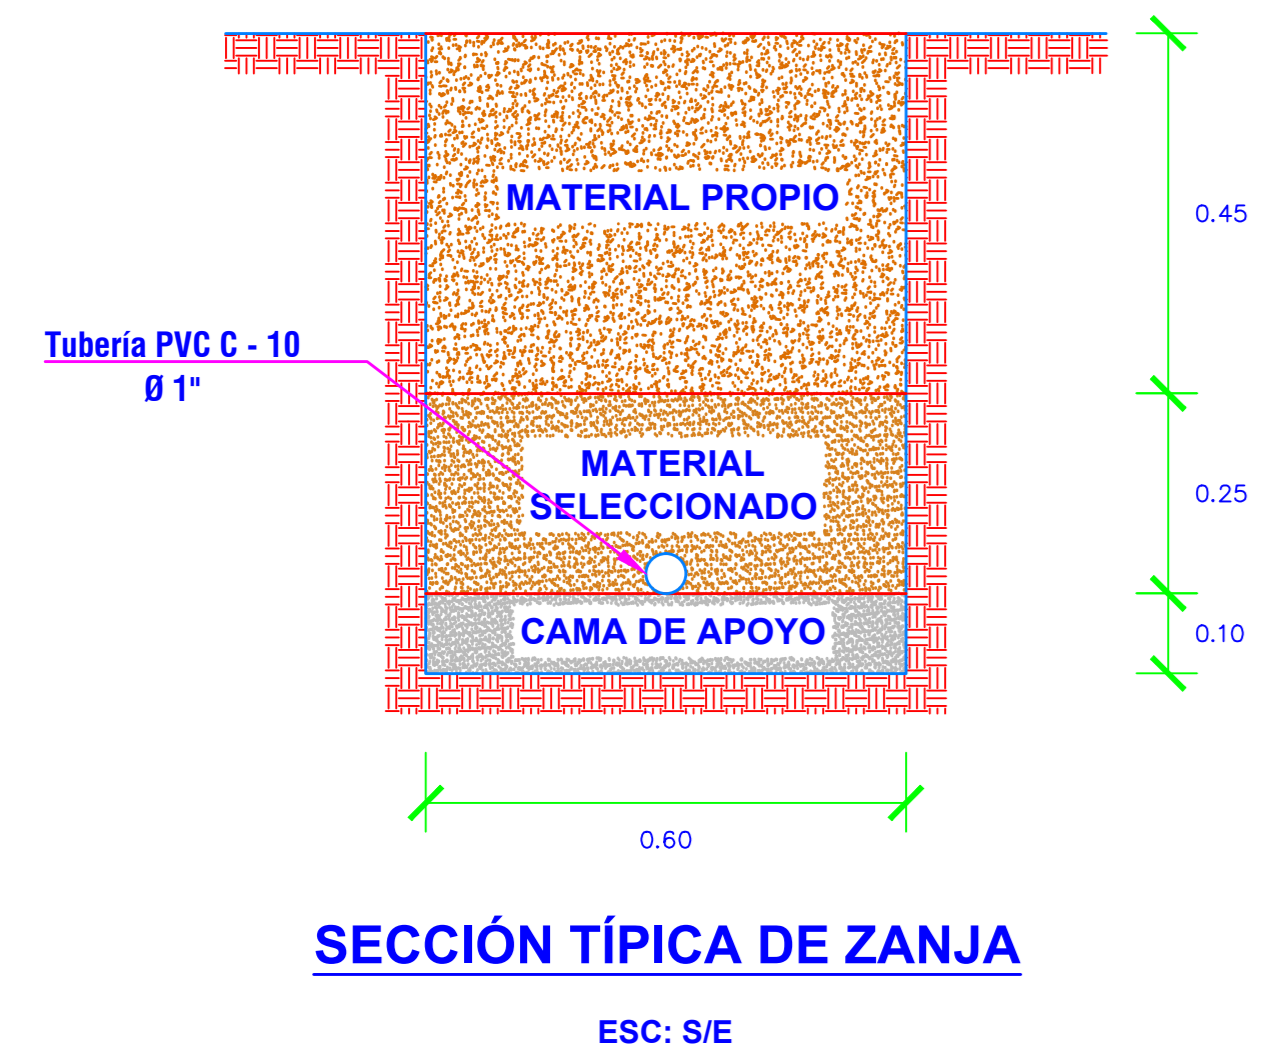 MATERIAL PROPIO
0.45
Tubería PVC C - 10
Ø 1"
MATERIAL
SELECCIONADO
0.25
CAMA DE APOYO
0.10
0.60
SECCIÓN TÍPICA DE ZANJA
ESC: S/E